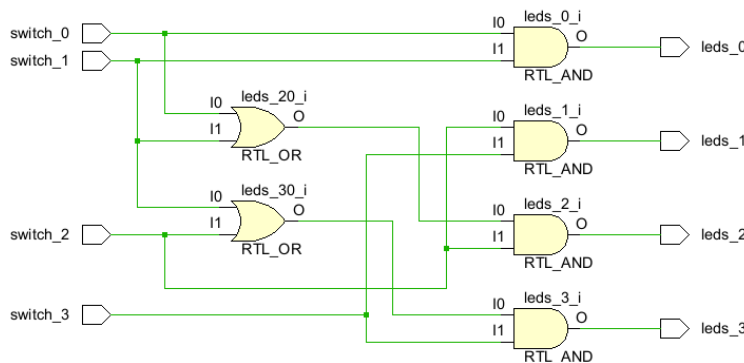 leds_0_i
switch_0
I0
O
leds_0
switch_1
I1
RTL_AND
leds_20_i
leds_1_i
I0
O
I0
O
I1
I1
leds_1
RTL_OR
RTL_AND
leds_30_i
I0
O
leds_2_i
I1
I0
O
switch_2
I1
leds_2
RTL_OR
RTL_AND
leds_3_i
switch_3
I0
O
I1
leds_3
RTL_AND